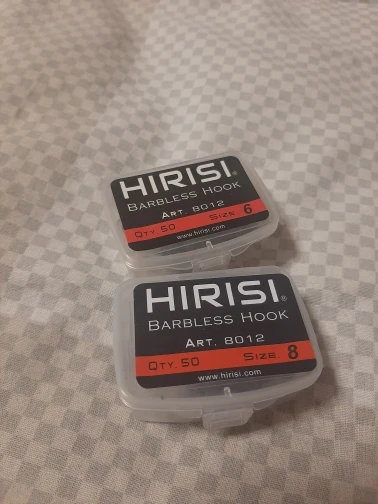 HIRISI®
BARBLESS HOOK
ART. 8012
QTY. 50 SIZE 6
www.hirisi.com
HIRISI®
BARBLESS HOOK
ART. 8012
QTY. 50 SIZE 8
www.hirisi.com